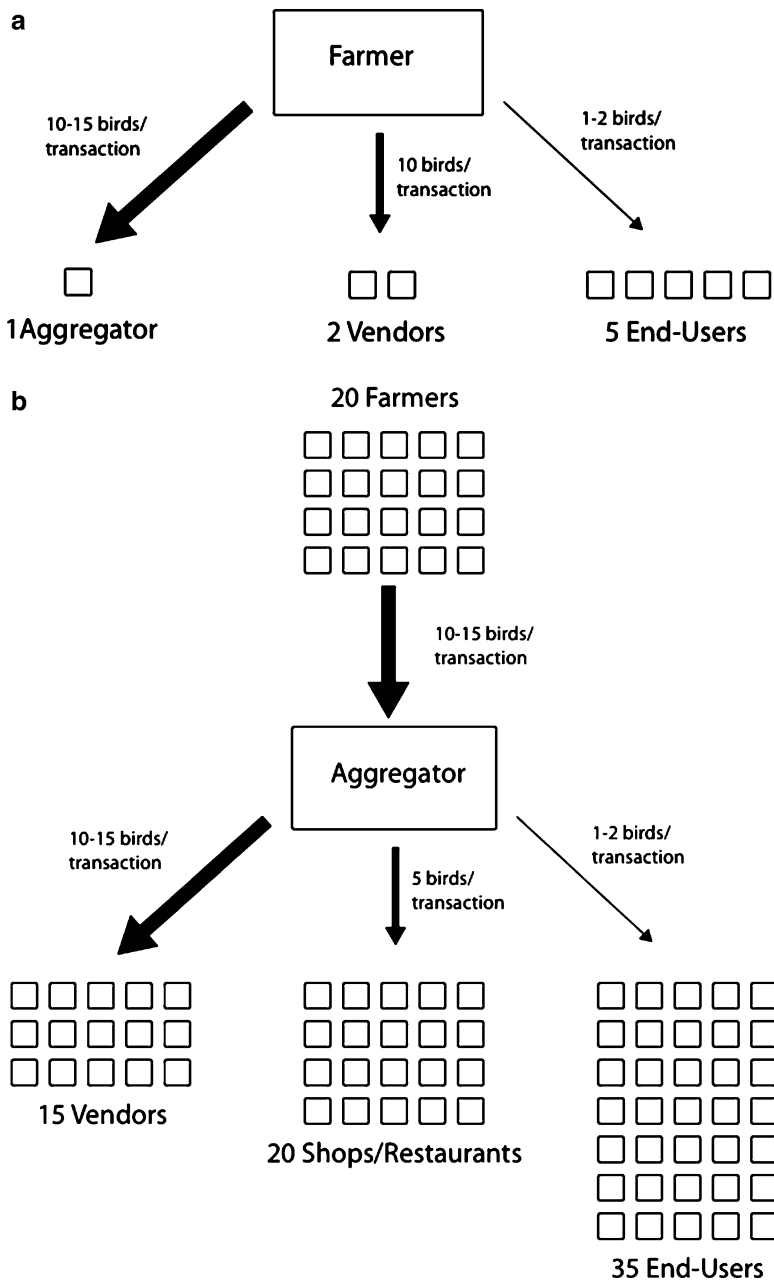 a
Farmer
10-15 birds/
transaction
10 birds/
transaction
1-2 birds/
transaction
1Aggregator
2 Vendors
5 End-Users
b
20 Farmers
10-15 birds/
transaction
Aggregator
10-15 birds/
transaction
5 birds/
transaction
1-2 birds/
transaction
15 Vendors
20 Shops/Restaurants
35 End-Users